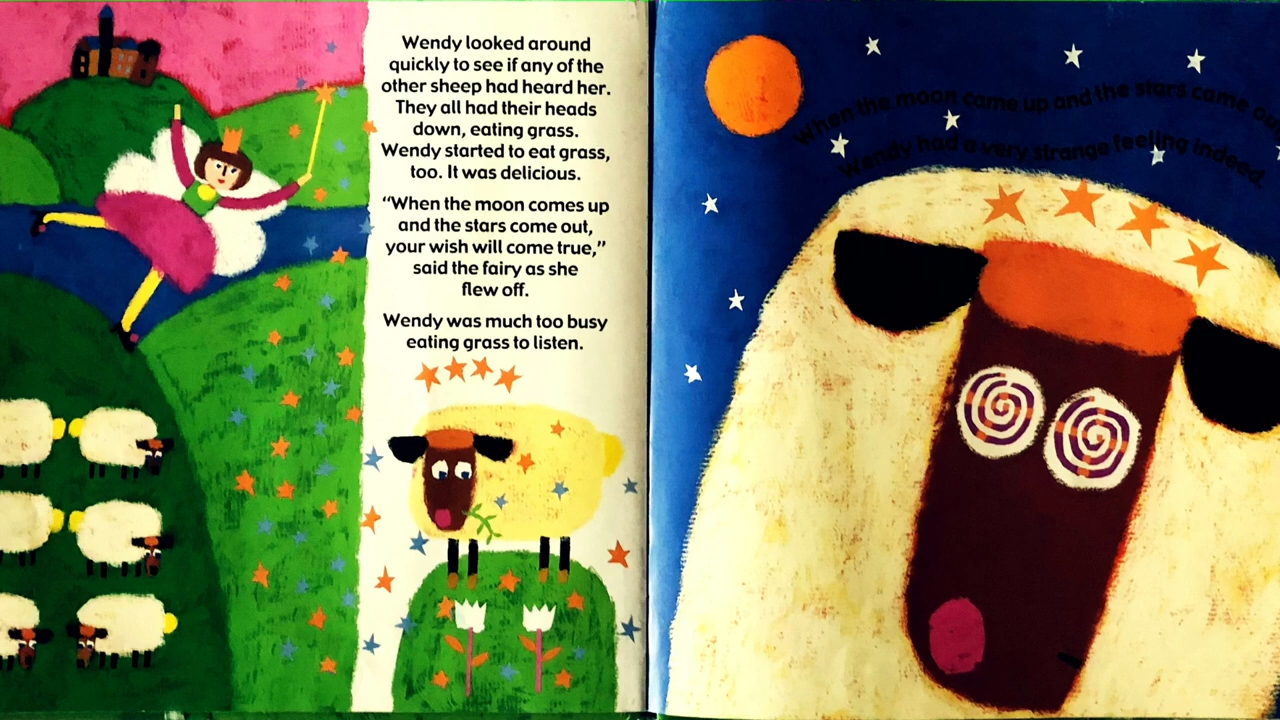 Wendy looked around
quickly to see if any of the
other sheep had heard her.
They all had their heads
down, eating grass.
Wendy started to eat grass,
too. It was delicious.
“When the moon comes up
and the stars come out,
your wish will come true,”
said the fairy as she
flew off.
Wendy was much too busy
eating grass to listen.
When the moon came up and the stars came
Wendy had a very strange feeling indeed.